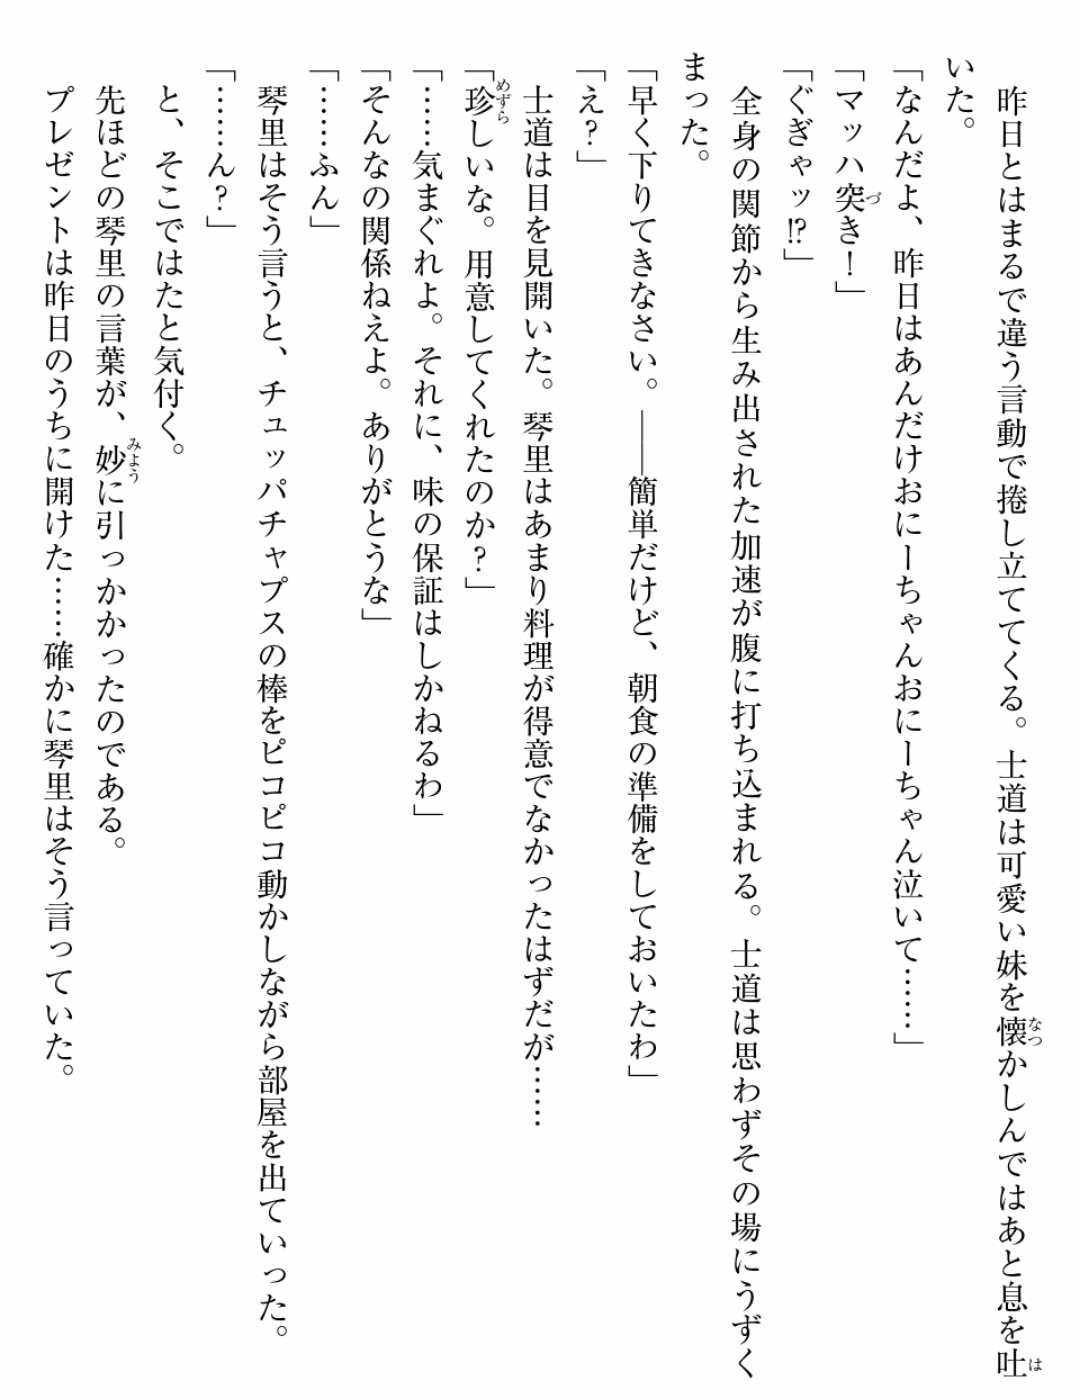 昨日とはまるで違う言動で捲し立ててくる。士道は可愛い妹を懐かしんではあと息を吐
いた。
「なんだよ、昨日はあんだけおにーちゃんおにーちゃん泣いて……」
「マッハ突き！」
「ぐぎゃッ⁉」
　全身の関節から生み出された加速が腹に打ち込まれる。士道は思わずその場にうずく
まった。
「早く下りてきなさい。――簡単だけど、朝食の準備をしておいたわ」
「え？」
　士道は目を見開いた。琴里はあまり料理が得意でなかったはずだが……
「珍しいな。用意してくれたのか？」
「……気まぐれよ。それに、味の保証はしかねるわ」
「そんなの関係ねえよ。ありがとうな」
「……ふん」
　琴里はそう言うと、チュッパチャプスの棒をピコピコ動かしながら部屋を出ていった。
「……ん？」
　と、そこではたと気付く。
　先ほどの琴里の言葉が、妙に引っかかったのである。
　プレゼントは昨日のうちに開けた……確かに琴里はそう言っていた。